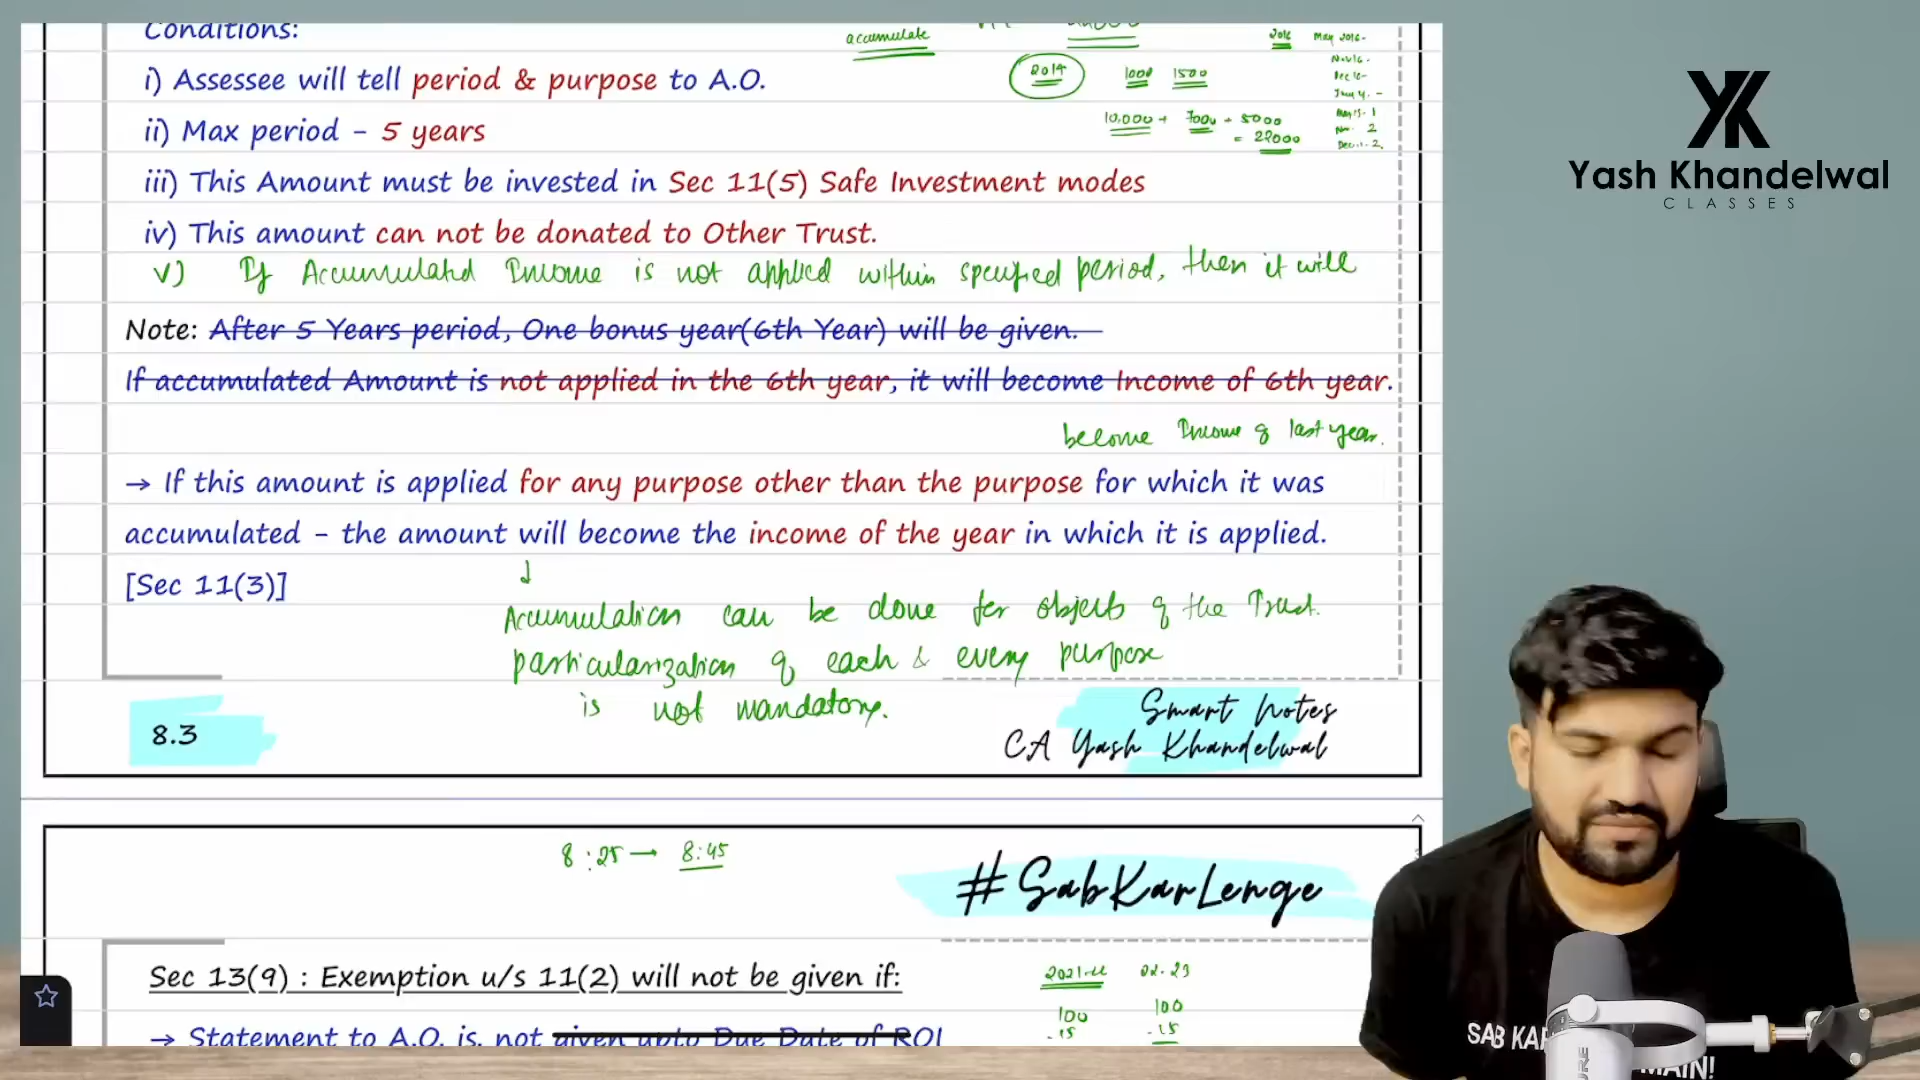 Conditions:
accumulate
2016 May 2016-
i) Assessee will tell period & purpose to A.O.
2014 1000 1500
ii) Max period - 5 years
10,000 + 7000 + 5000
= 22000
iii) This Amount must be invested in Sec 11(5) Safe Investment modes
iv) This amount can not be donated to Other Trust.
v) If Accumulated Income is not applied within specified period, then it will
Note: After 5 Years period, One bonus year(6th Year) will be given.
If accumulated Amount is not applied in the 6th year, it will become Income of 6th year.
become Income of last year.
→ If this amount is applied for any purpose other than the purpose for which it was
accumulated - the amount will become the income of the year in which it is applied.
[Sec 11(3)]
Accumulation can be done for objects of the Trust.
particularization of each & every purpose
is not mandatory.
8.3
Smart Notes
CA Yash Khandelwal
8:25 → 8:45
#SabKarLenge
Sec 13(9) : Exemption u/s 11(2) will not be given if:
2021-22 22-23
100 100
-15 -15
→ Statement to A.O. is, not given upto Due Date of ROI
YK
Yash Khandelwal
CLASSES
SAB KAR
MAIN!